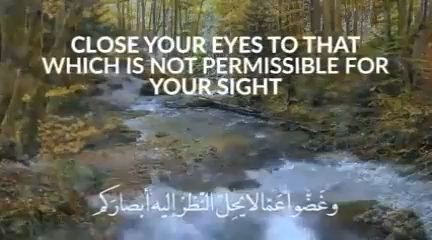 CLOSE YOUR EYES TO THAT
WHICH IS NOT PERMISSIBLE FOR
YOUR SIGHT
وغضوا عما لا يحل النظر إليه أبصاركم